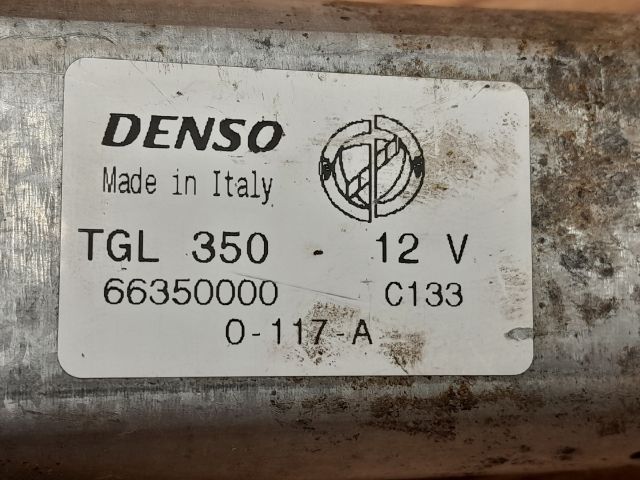 DENSO
Made in Italy
TGL 350 - 12 V
66350000 C133
0-117-A